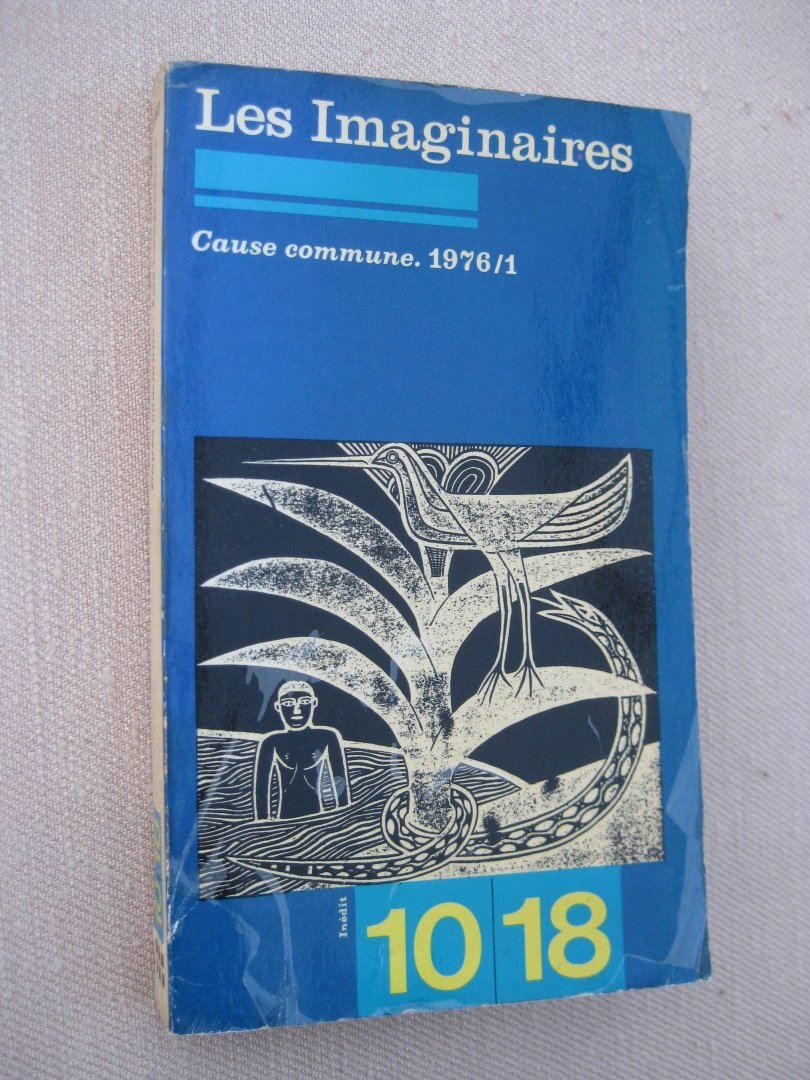 Les Imaginaires
Cause commune. 1976/1
Inédit
10 18